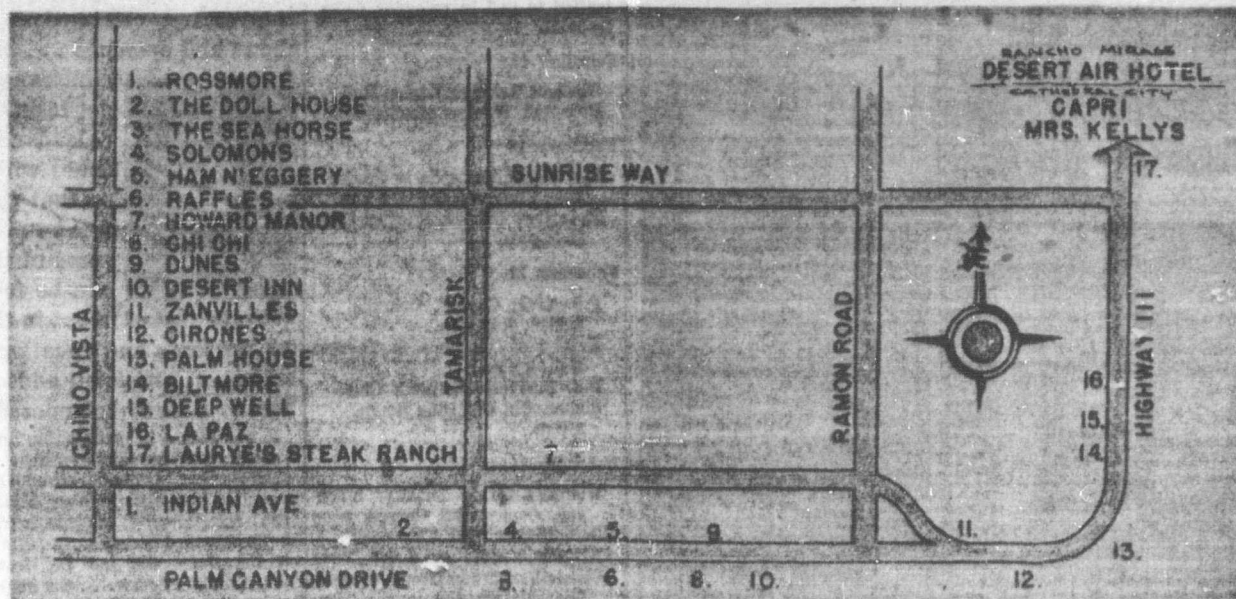 1. ROSSMORE
2. THE DOLL HOUSE
3. THE SEA HORSE
4. SOLOMONS
5. HAM N' EGGERY
6. RAFFLES
7. HOWARD MANOR
8. CHI CHI
9. DUNES
10. DESERT INN
11. ZANVILLES
12. CIRONES
13. PALM HOUSE
14. BILTMORE
15. DEEP WELL
16. LA PAZ
17. LAURYE'S STEAK RANCH
RANCHO MIRAGE
DESERT AIR HOTEL
CATHEDRAL CITY
CAPRI
MRS. KELLYS
17.
SUNRISE WAY
CHINO VISTA
TAMARISK
RAMON ROAD
HIGHWAY 111
16.
15.
14.
7.
1. INDIAN AVE
2. 4. 5. 9. 11.
13.
PALM CANYON DRIVE
6. 8. 10. 12.